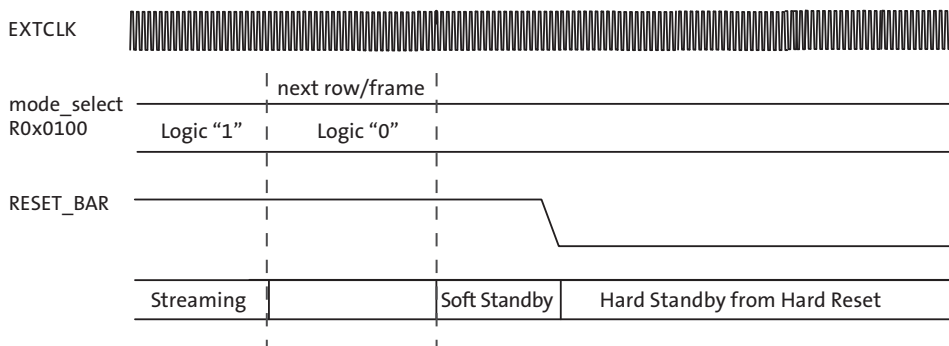 EXTCLK
next row/frame
mode_select
R0x0100
Logic “1” Logic “0”
RESET_BAR
Streaming Soft Standby Hard Standby from Hard Reset